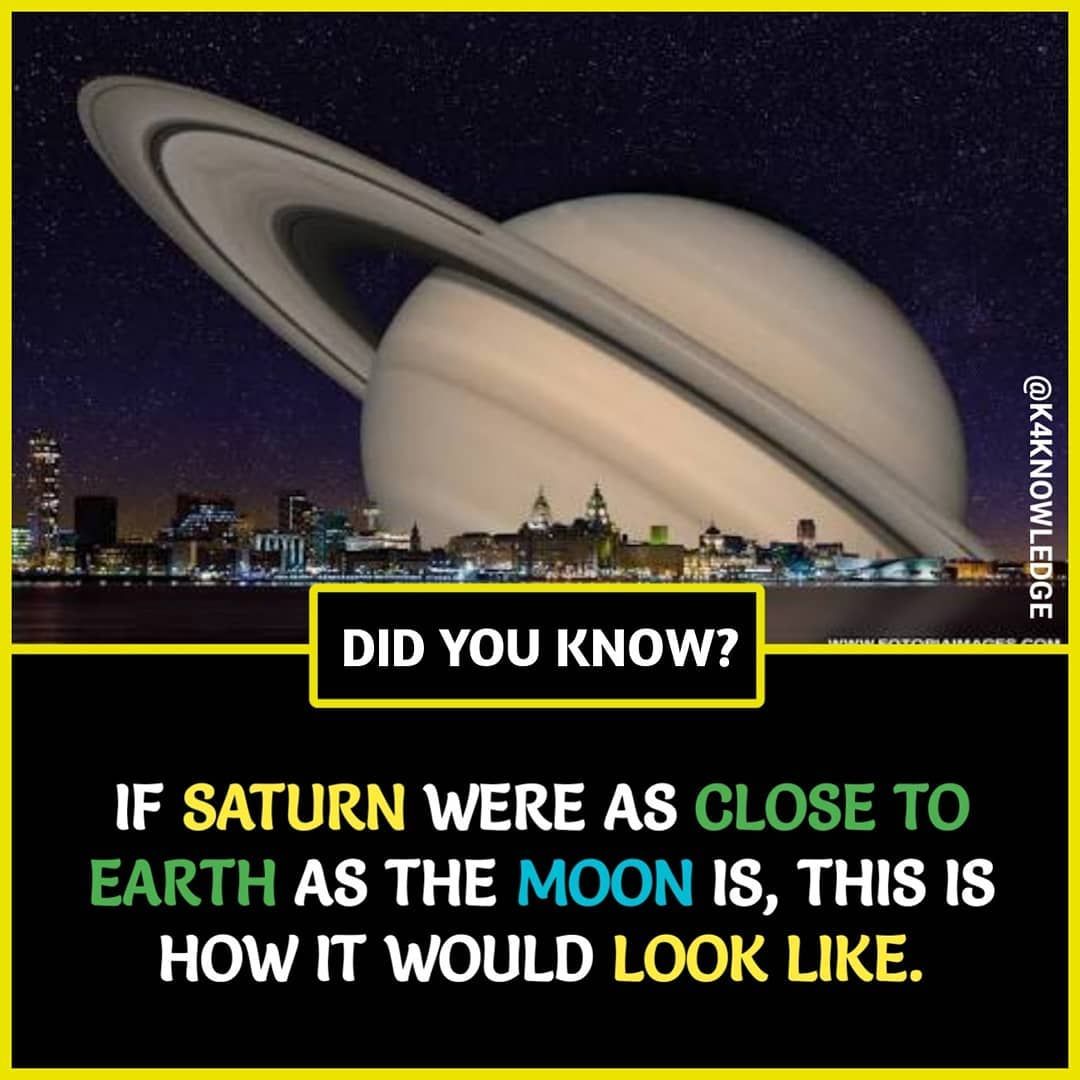 @K4KNOWLEDGE
DID YOU KNOW?
IF SATURN WERE AS CLOSE TO
EARTH AS THE MOON IS, THIS IS
HOW IT WOULD LOOK LIKE.